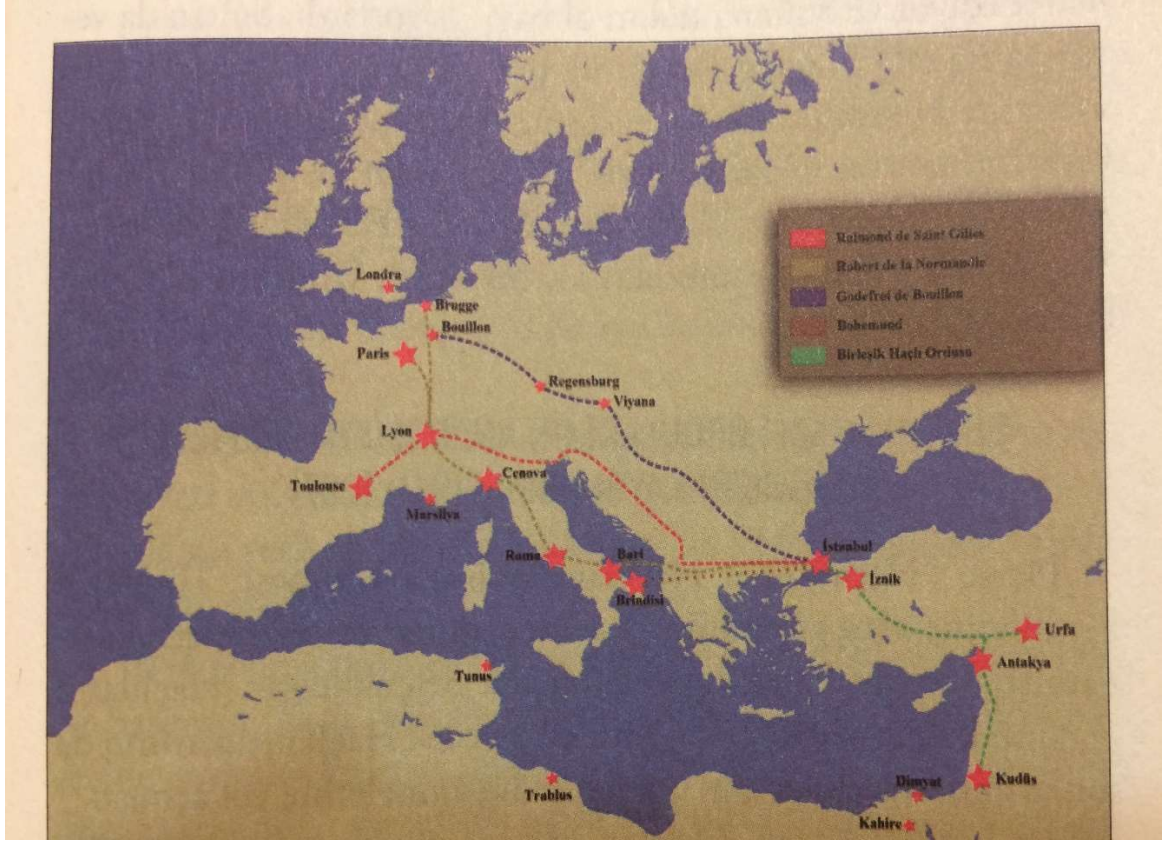 Raimond de Saint Gilles
Robert de la Normandie
Godefroi de Bouillon
Bohemund
Birleşik Haçlı Ordusu
Londra
Brugge
Bouillon
Paris
Regensburg
Viyana
Lyon
Cenova
Toulouse
Marsilya
Roma
Bari
Brindisi
İstanbul
İznik
Urfa
Antakya
Tunus
Trablus
Dimyat
Kudüs
Kahire